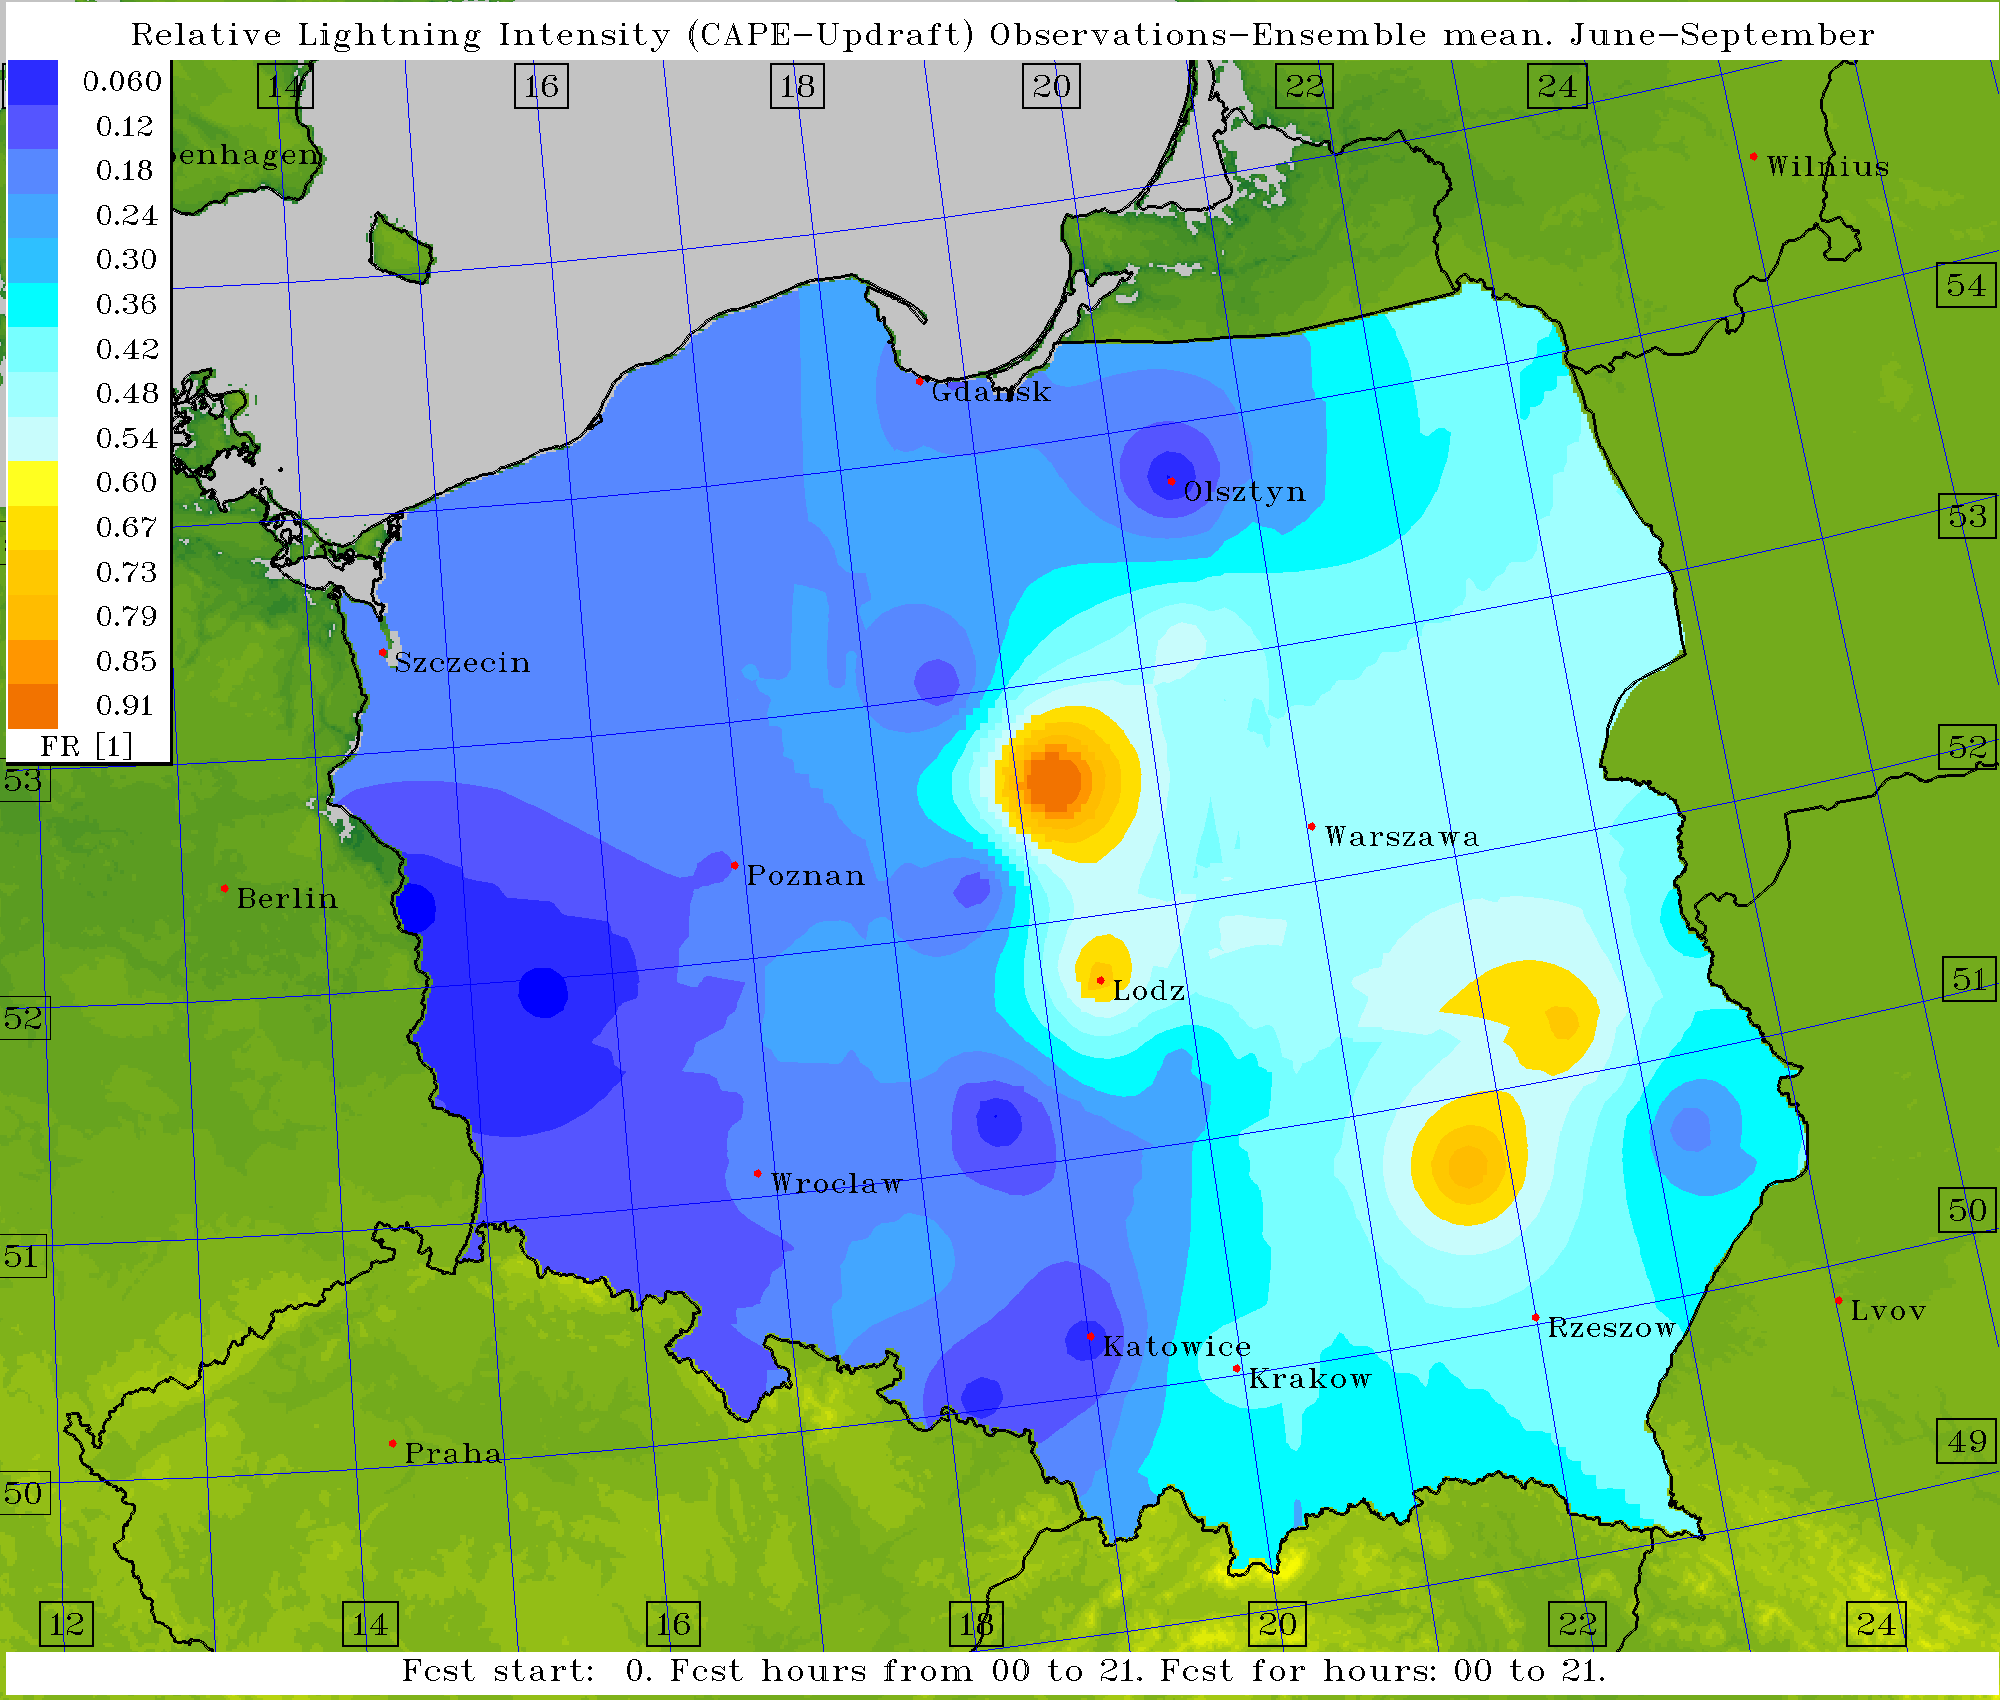 Relative Lightning Intensity (CAPE-Updraft) Observations-Ensemble mean. June-September
14 16 18 20 22 24
0.060
0.12
0.18
0.24
0.30
0.36
0.42
0.48
0.54
0.60
0.67
0.73
0.79
0.85
0.91
FR [1]
penhagen
Wilnius
54
Gdansk
Olsztyn
53
Szczecin
52
53
Warszawa
Poznan
Berlin
51
Lodz
52
Wroclaw
50
51
Lvov
Rzeszow
Katowice
Krakow
49
Praha
50
12 14 16 18 20 22 24
Fcst start: 0. Fcst hours from 00 to 21. Fcst for hours: 00 to 21.